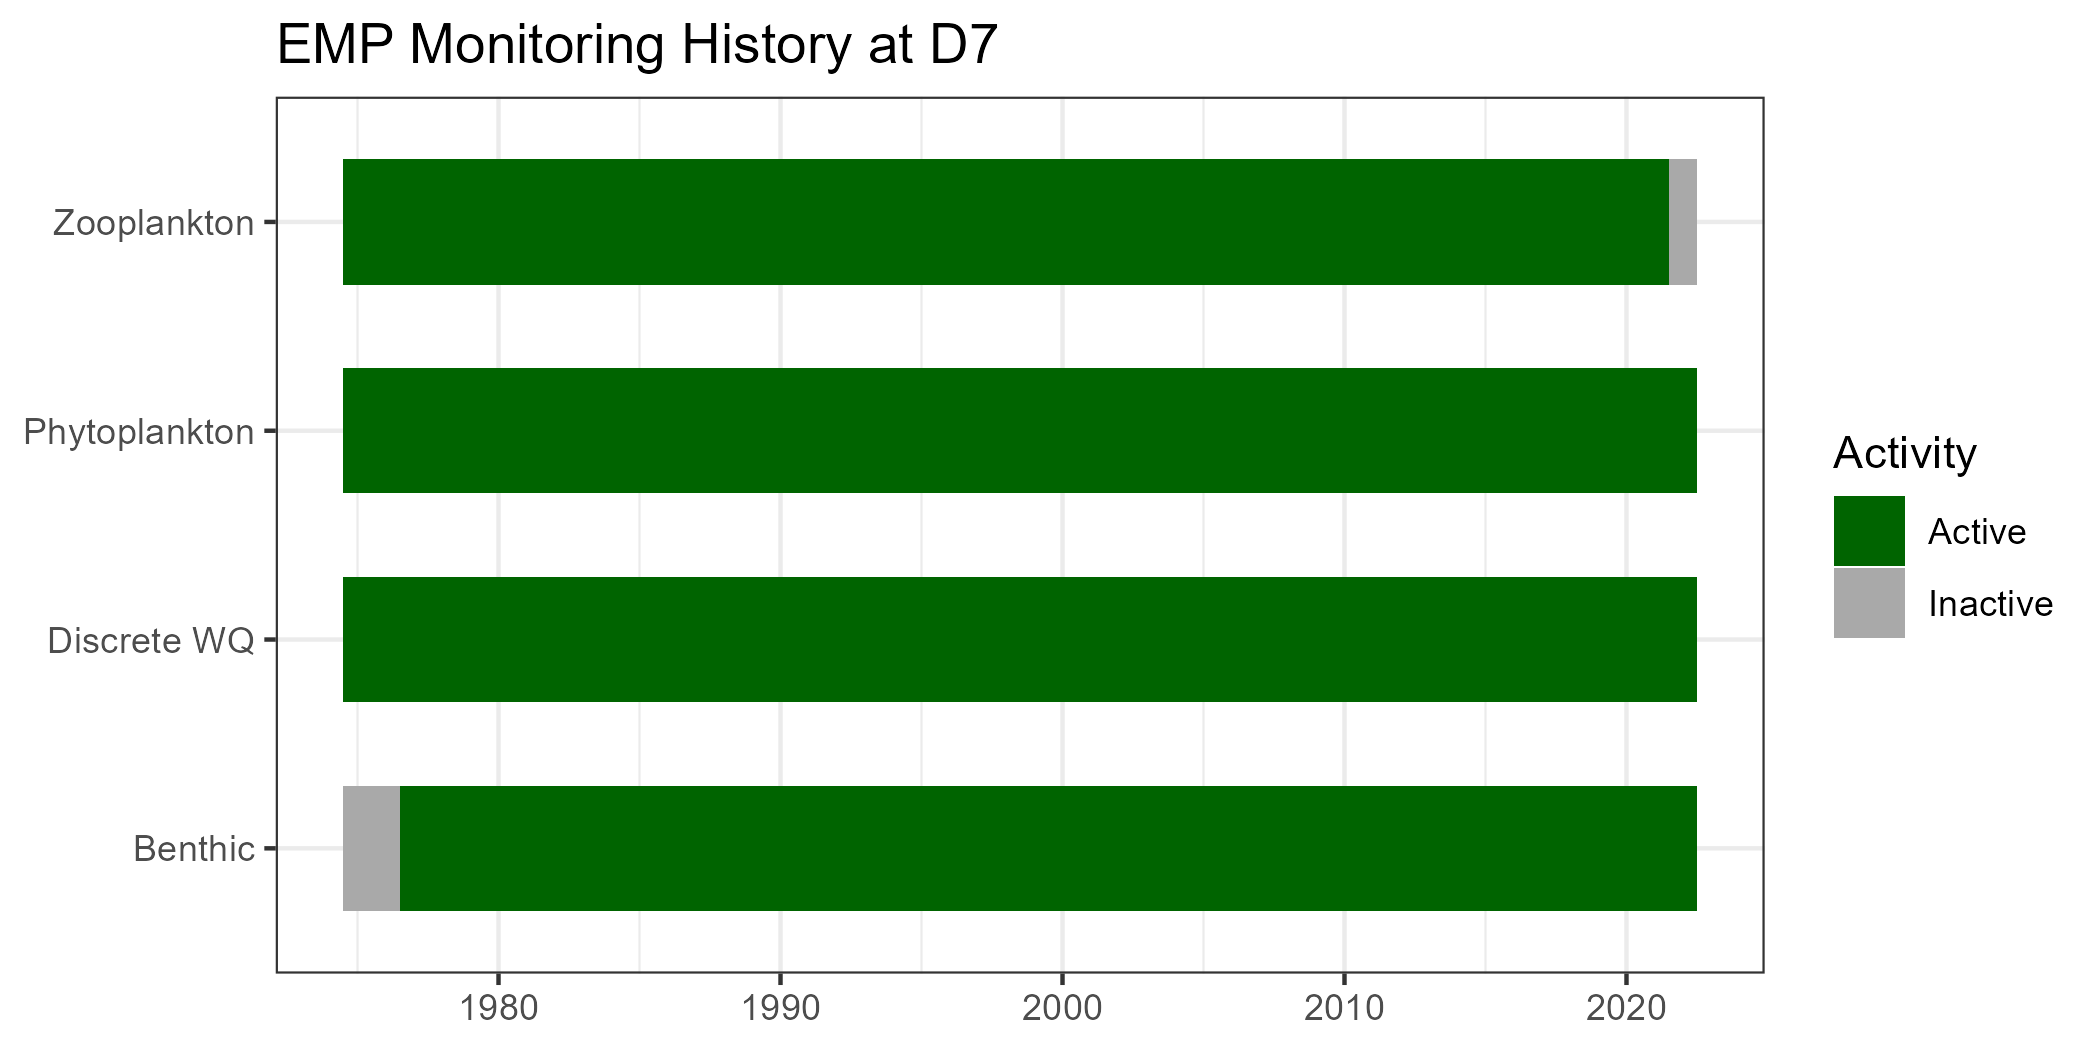 EMP Monitoring History at D7
Zooplankton
Phytoplankton
Discrete WQ
Benthic
1980 1990 2000 2010 2020
Activity
Active
Inactive